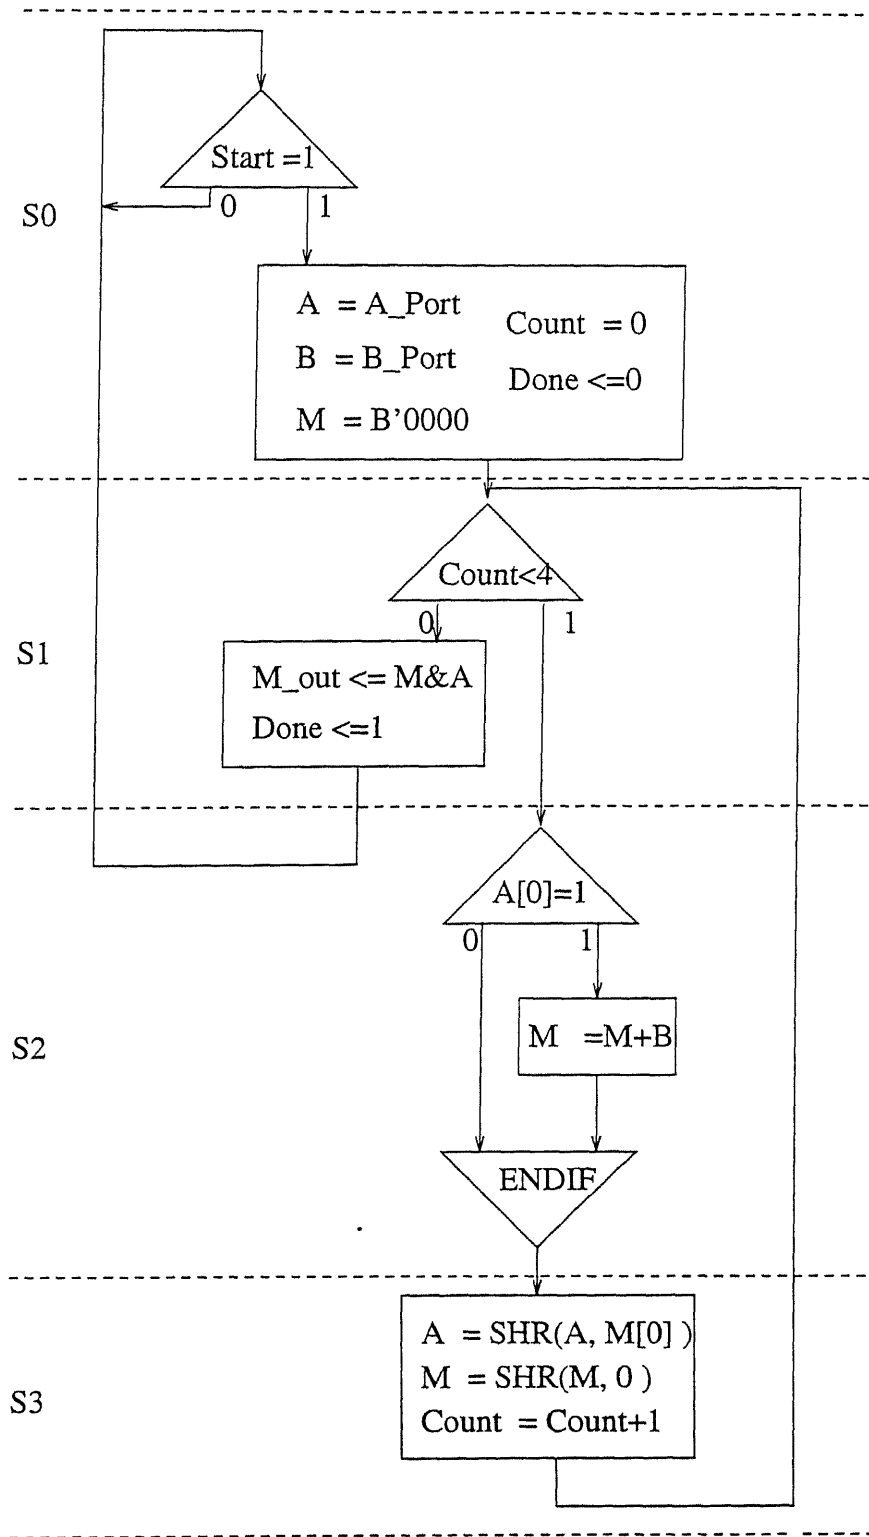 Start =1
0
1
S0
A = A_Port
B = B_Port
M = B'0000
Count = 0
Done <=0
Count<4
0
1
S1
M_out <= M&A
Done <=1
A[0]=1
0
1
S2
M =M+B
ENDIF
S3
A = SHR(A, M[0] )
M = SHR(M, 0 )
Count = Count+1